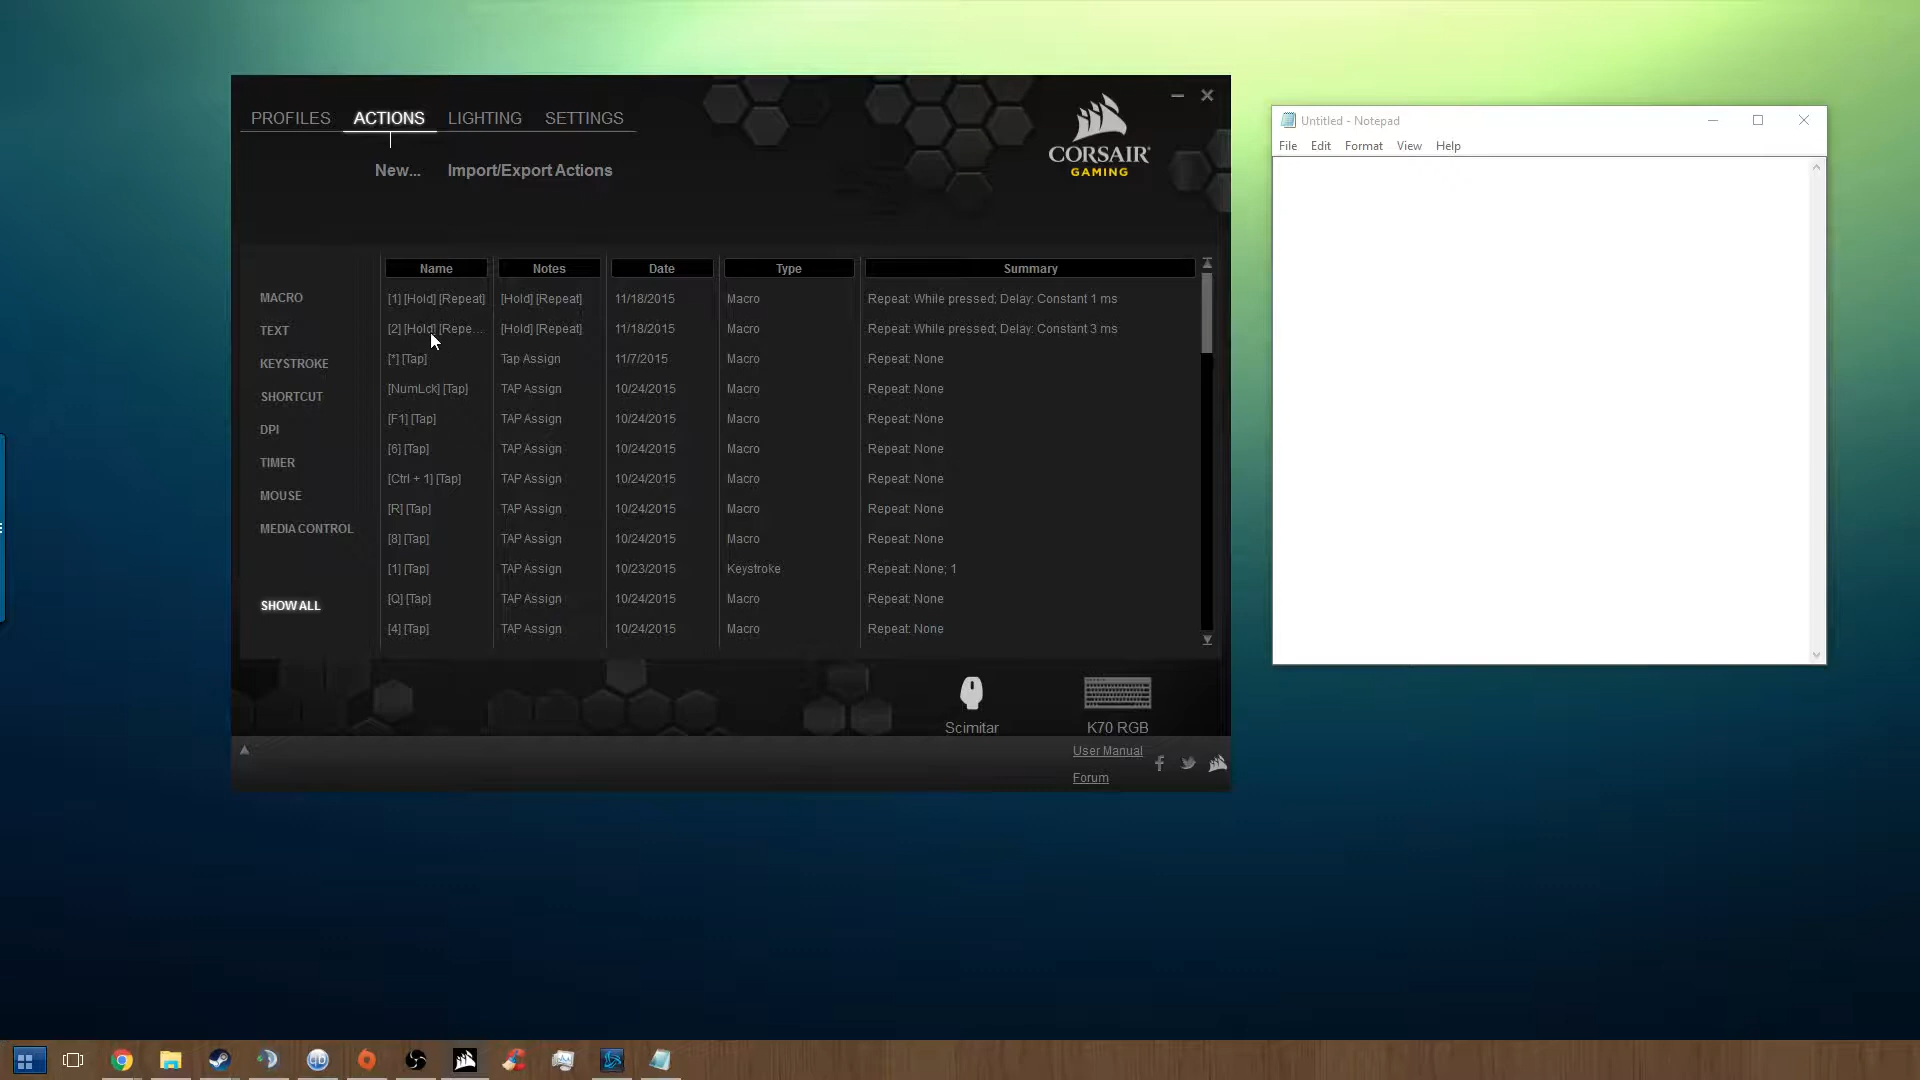 PROFILES ACTIONS LIGHTING SETTINGS
New... Import/Export Actions
CORSAIR
GAMING
MACRO
TEXT
KEYSTROKE
SHORTCUT
DPI
TIMER
MOUSE
MEDIA CONTROL
SHOW ALL
Name Notes Date Type Summary
[1] [Hold] [Repeat] [Hold] [Repeat] 11/18/2015 Macro Repeat: While pressed; Delay: Constant 1 ms
[2] [Hold] [Repe... [Hold] [Repeat] 11/18/2015 Macro Repeat: While pressed; Delay: Constant 3 ms
[*] [Tap] Tap Assign 11/7/2015 Macro Repeat: None
[NumLck] [Tap] TAP Assign 10/24/2015 Macro Repeat: None
[F1] [Tap] TAP Assign 10/24/2015 Macro Repeat: None
[6] [Tap] TAP Assign 10/24/2015 Macro Repeat: None
[Ctrl + 1] [Tap] TAP Assign 10/24/2015 Macro Repeat: None
[R] [Tap] TAP Assign 10/24/2015 Macro Repeat: None
[8] [Tap] TAP Assign 10/24/2015 Macro Repeat: None
[1] [Tap] TAP Assign 10/23/2015 Keystroke Repeat: None; 1
[Q] [Tap] TAP Assign 10/24/2015 Macro Repeat: None
[4] [Tap] TAP Assign 10/24/2015 Macro Repeat: None
Scimitar K70 RGB
User Manual
Forum
Untitled - Notepad
File Edit Format View Help